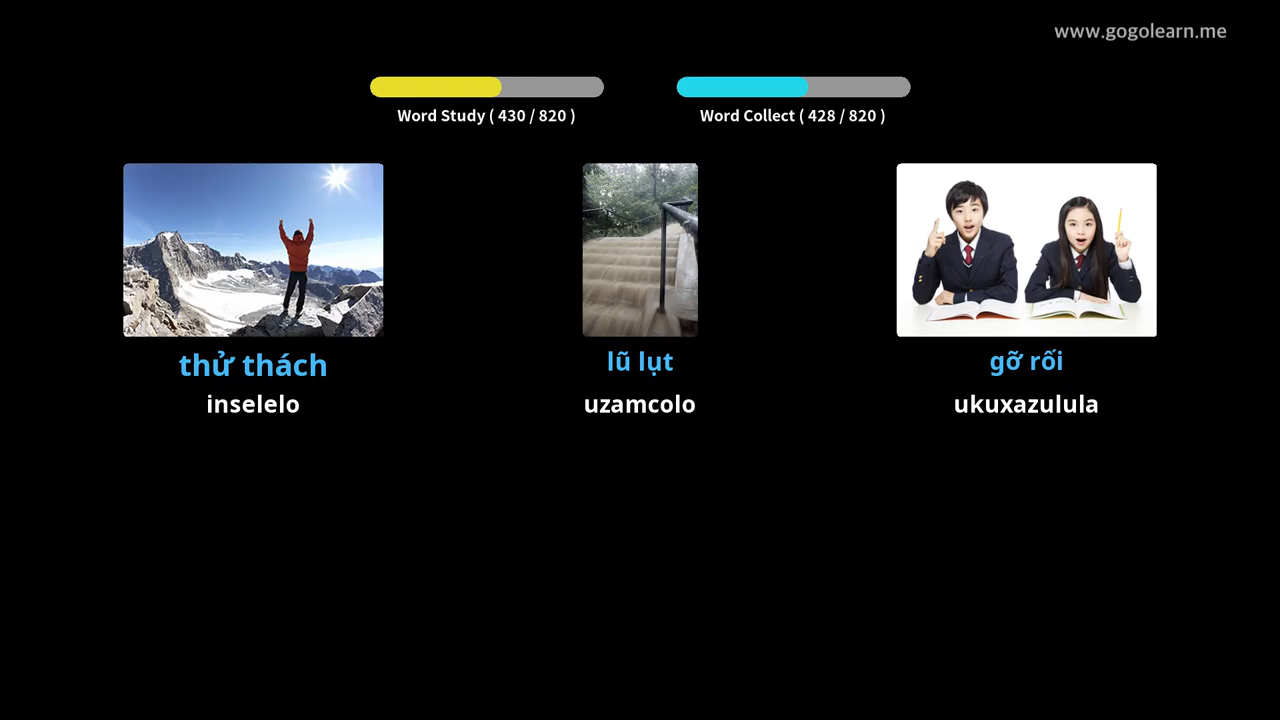 www.gogolearn.me
Word Study ( 430 / 820 )
Word Collect ( 428 / 820 )
thử thách
inselelo
lũ lụt
uzamcolo
gỡ rối
ukuxazulula